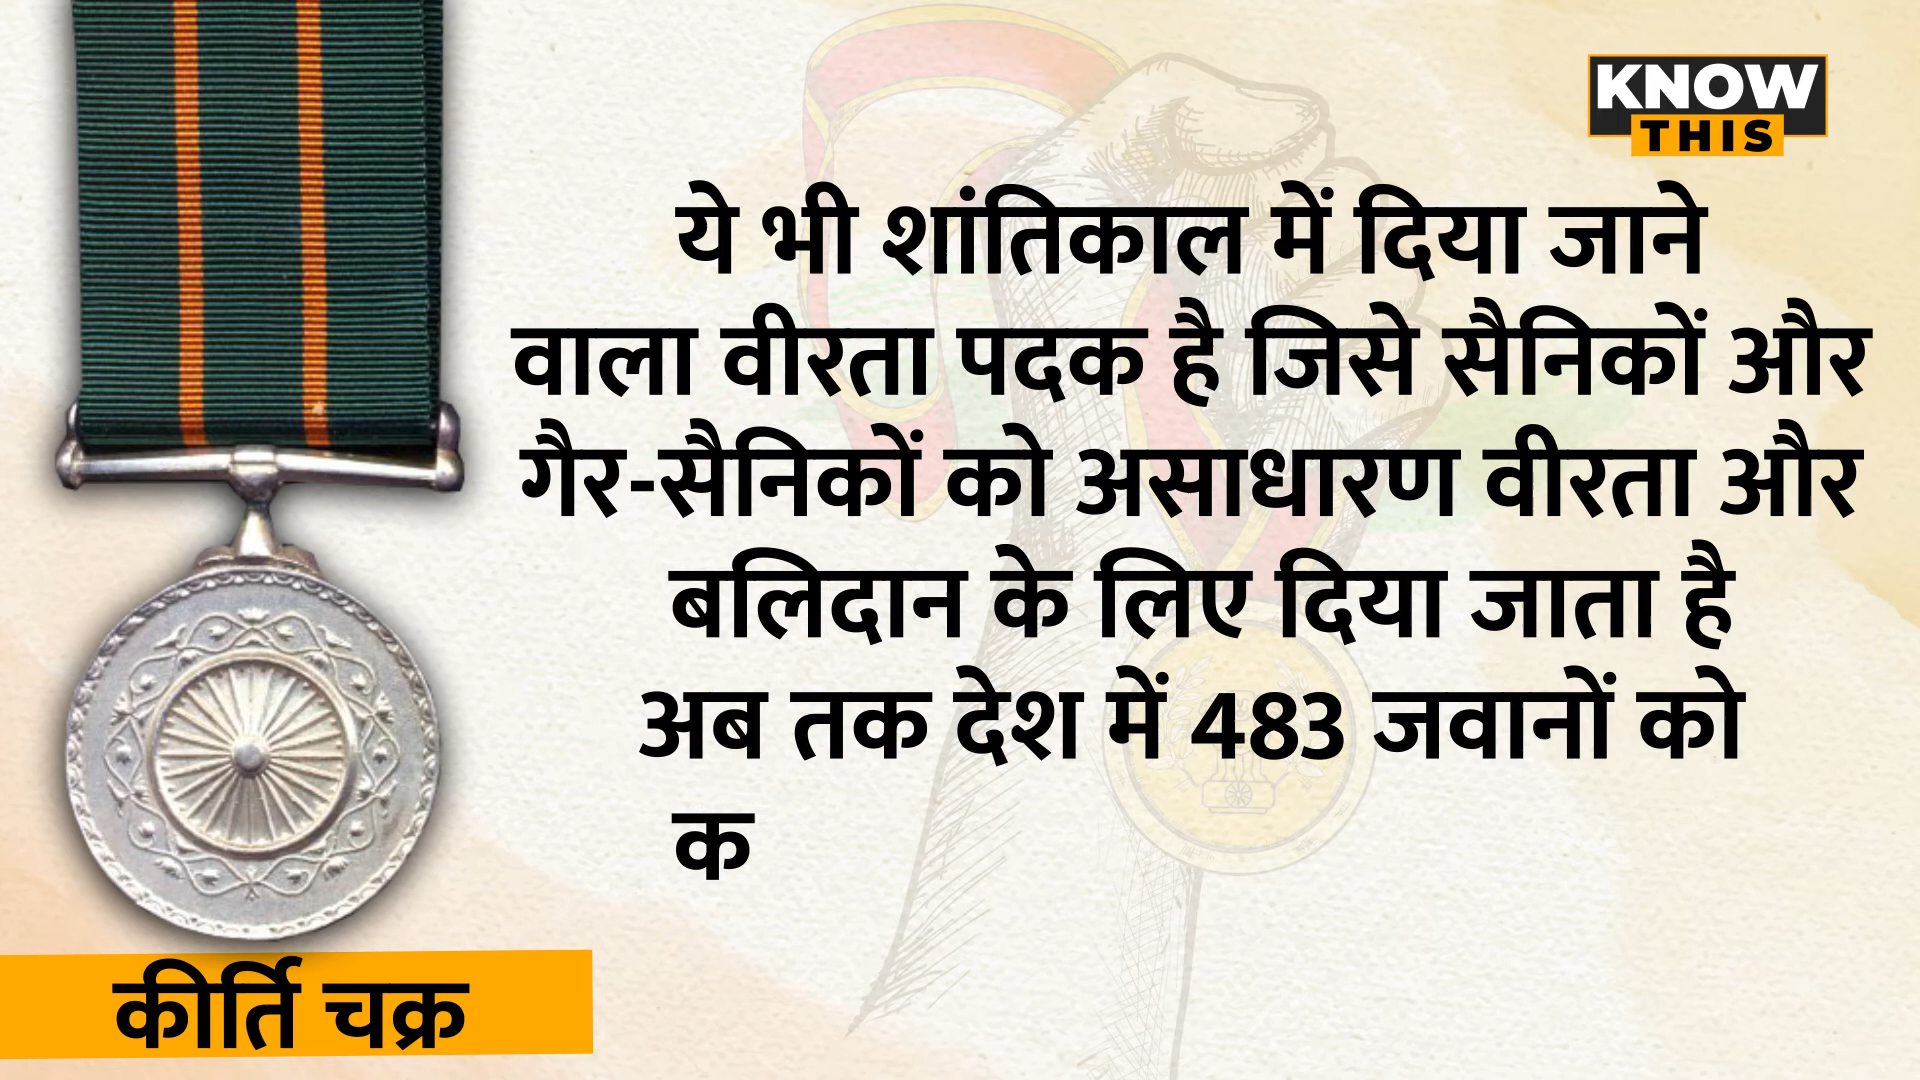 KNOW
THIS
ये भी शांतिकाल में दिया जाने
वाला वीरता पदक है जिसे सैनिकों और
गैर-सैनिकों को असाधारण वीरता और
बलिदान के लिए दिया जाता है
अब तक देश में 483 जवानों को
क
कीर्ति चक्र